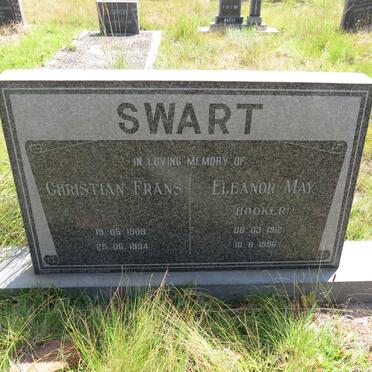 SWART
IN LOVING MEMORY OF
CHRISTIAN FRANS
19.05.1908
25.06.1994
ELEANOR MAY
(HOOKER)
08.03.1912
10.11.1986